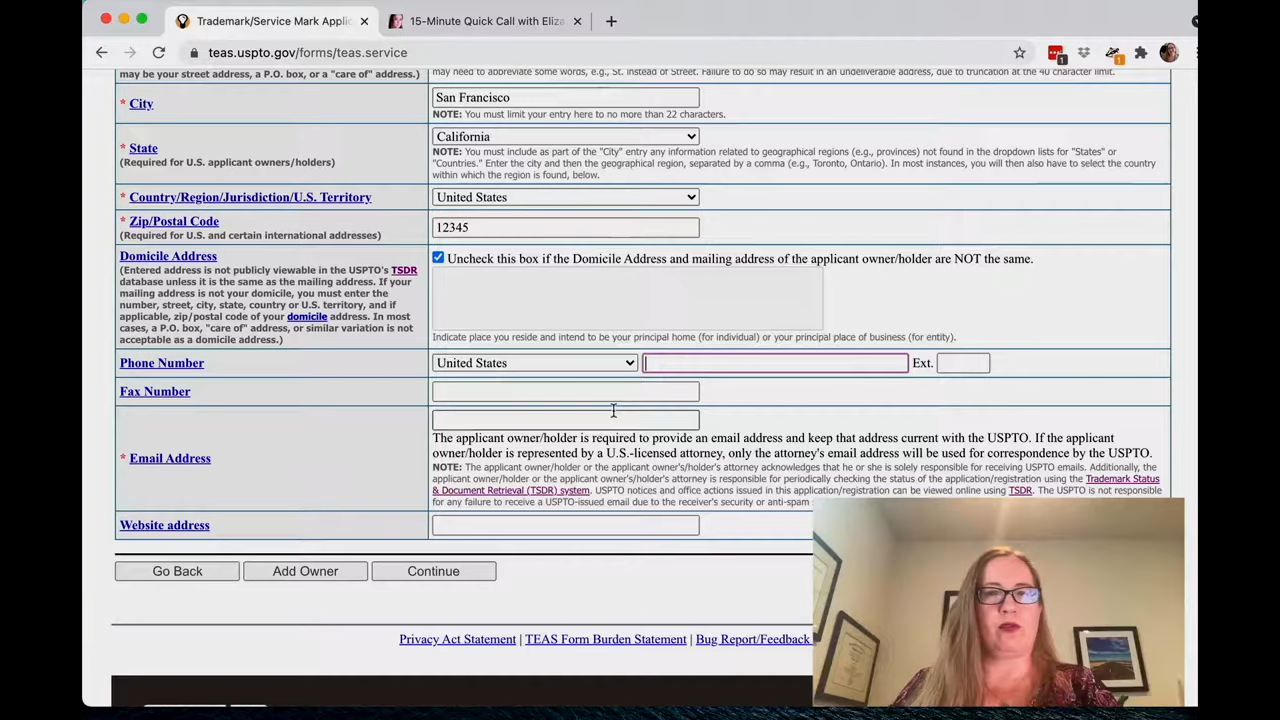 Trademark/Service Mark Applic
15-Minute Quick Call with Eliza
teas.uspto.gov/forms/teas.service
1
1
may be your street address, a P.O. box, or a "care of" address.)
may need to abbreviate some words, e.g., St. instead of Street. Failure to do so may result in an undeliverable address, due to truncation at the 40 character limit.
* City
San Francisco
NOTE: You must limit your entry here to no more than 22 characters.
* State
(Required for U.S. applicant owners/holders)
California
NOTE: You must include as part of the "City" entry any information related to geographical regions (e.g., provinces) not found in the dropdown lists for "States" or
"Countries." Enter the city and then the geographical region, separated by a comma (e.g., Toronto, Ontario). In most instances, you will then also have to select the country
within which the region is found, below.
* Country/Region/Jurisdiction/U.S. Territory
United States
* Zip/Postal Code
(Required for U.S. and certain international addresses)
12345
Domicile Address
(Entered address is not publicly viewable in the USPTO's TSDR
database unless it is the same as the mailing address. If your
mailing address is not your domicile, you must enter the
number, street, city, state, country or U.S. territory, and if
applicable, zip/postal code of your domicile address. In most
cases, a P.O. box, "care of" address, or similar variation is not
acceptable as a domicile address.)
Uncheck this box if the Domicile Address and mailing address of the applicant owner/holder are NOT the same.
Indicate place you reside and intend to be your principal home (for individual) or your principal place of business (for entity).
Phone Number
United States
Ext.
Fax Number
* Email Address
The applicant owner/holder is required to provide an email address and keep that address current with the USPTO. If the applicant
owner/holder is represented by a U.S.-licensed attorney, only the attorney's email address will be used for correspondence by the USPTO.
NOTE: The applicant owner/holder or the applicant owner's/holder's attorney acknowledges that he or she is solely responsible for receiving USPTO emails. Additionally, the
applicant owner/holder or the applicant owner's/holder's attorney is responsible for periodically checking the status of the application/registration using the Trademark Status
& Document Retrieval (TSDR) system. USPTO notices and office actions issued in this application/registration can be viewed online using TSDR. The USPTO is not responsible
for any failure to receive a USPTO-issued email due to the receiver's security or anti-spam
Website address
Go Back
Add Owner
Continue
Privacy Act Statement | TEAS Form Burden Statement | Bug Report/Feedback